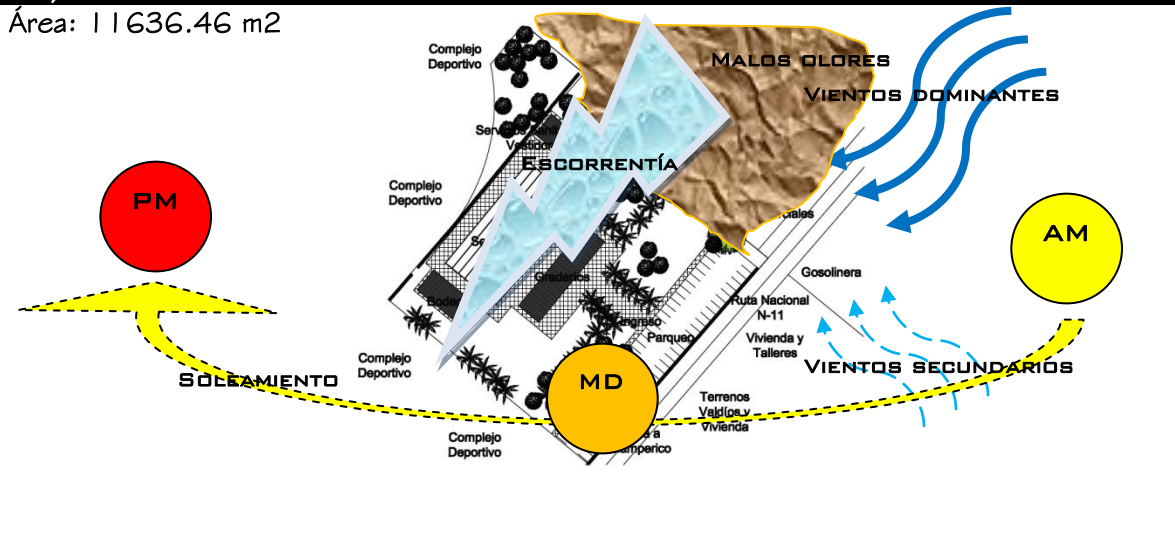 Área: 11636.46 m2
Complejo
Deportivo
MALOS OLORES
VIENTOS DOMINANTES
ESCORRENTÍA
Complejo
Deportivo
PM
AM
Gosolinera
Graderios
Ruta Nacional
N-11
Parqueo
Vivienda y
Talleres
Complejo
Deportivo
VIENTOS SECUNDARIOS
SOLEAMIENTO
MD
Terrenos
Valdíos y
Vivienda
Complejo
Deportivo